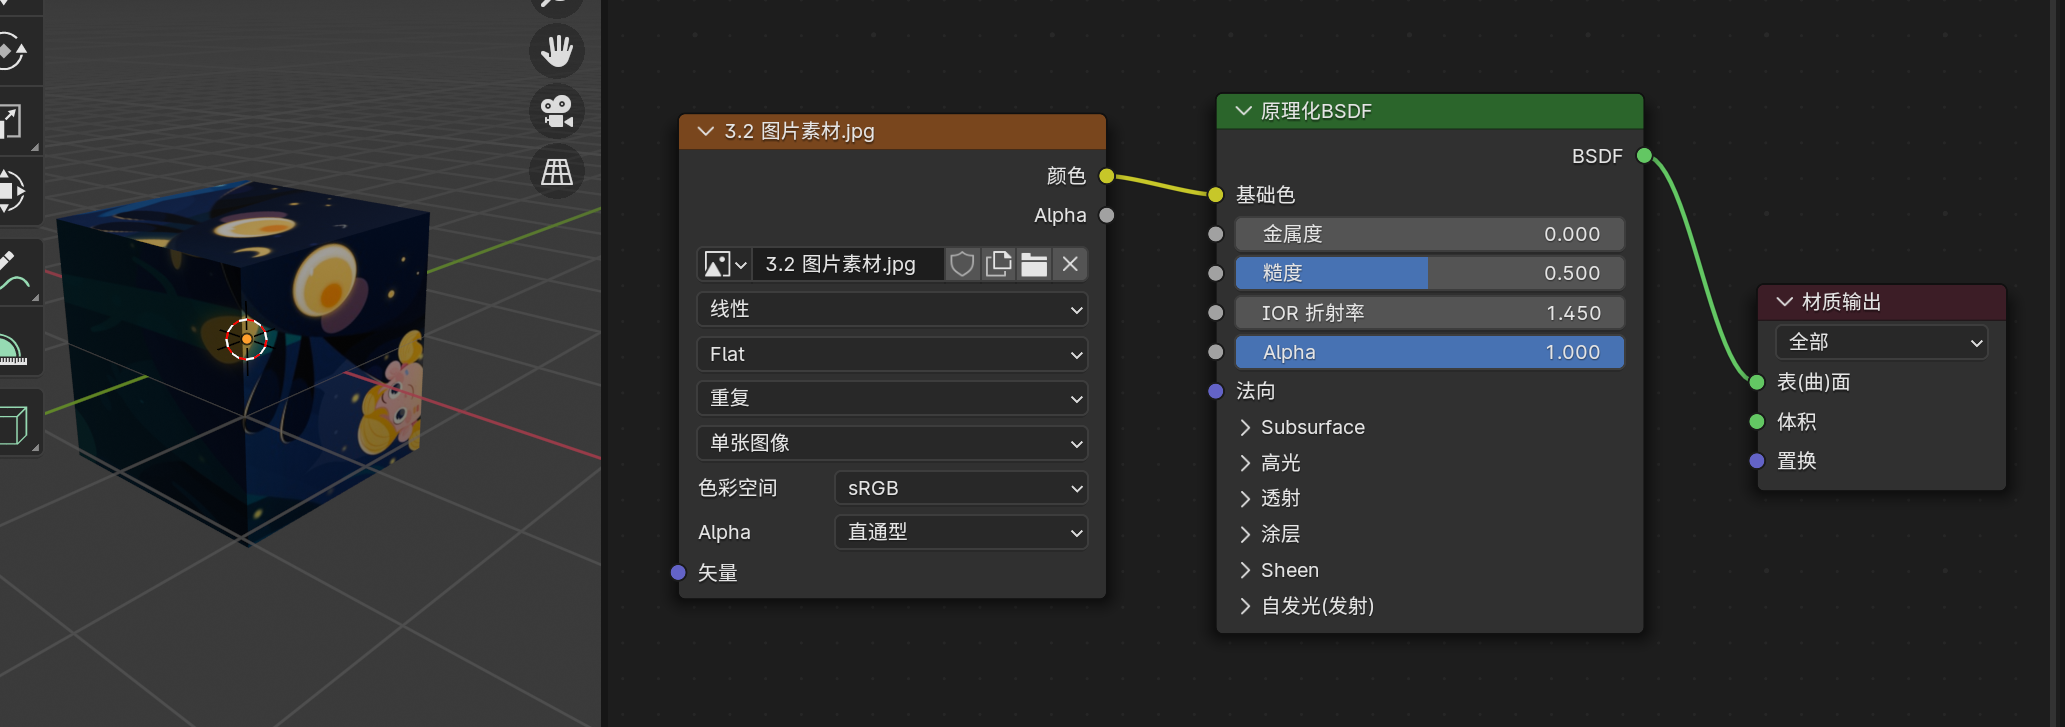 3.2 图片素材.jpg
颜色
Alpha
3.2 图片素材.jpg
线性
Flat
重复
单张图像
色彩空间 sRGB
Alpha 直通型
矢量
原理化BSDF
BSDF
基础色
金属度 0.000
糙度 0.500
IOR 折射率 1.450
Alpha 1.000
法向
Subsurface
高光
透射
涂层
Sheen
自发光(发射)
材质输出
全部
表(曲)面
体积
置换